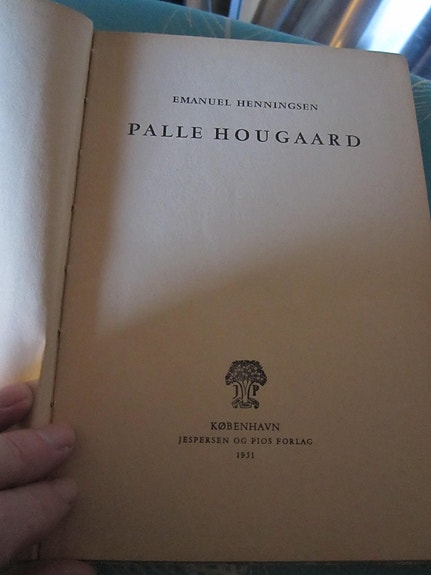 EMANUEL HENNINGSEN
PALLE HOUGAARD
J P
KØBENHAVN
JESPERSEN OG PIOS FORLAG
1951